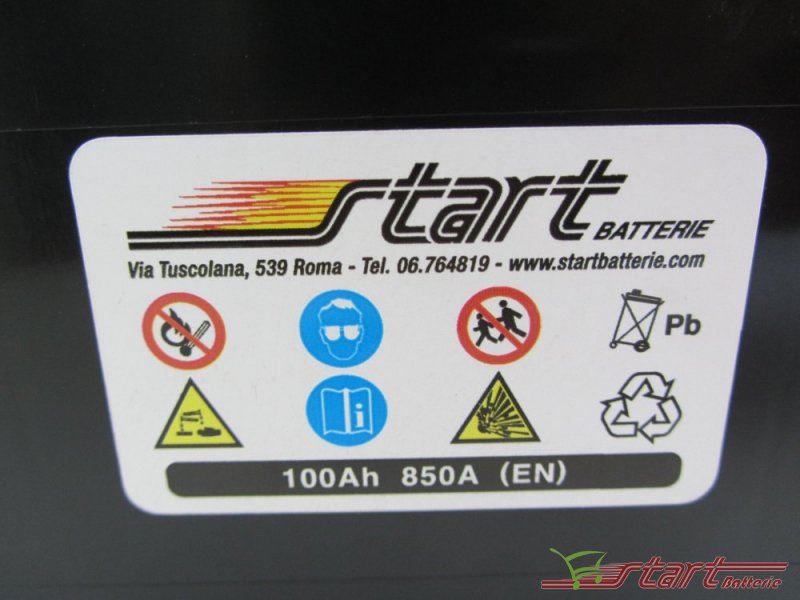 start BATTERIE
Via Tuscolana, 539 Roma - Tel. 06.764819 - www.startbatterie.com
Pb
i
100Ah 850A (EN)
start
Batterie